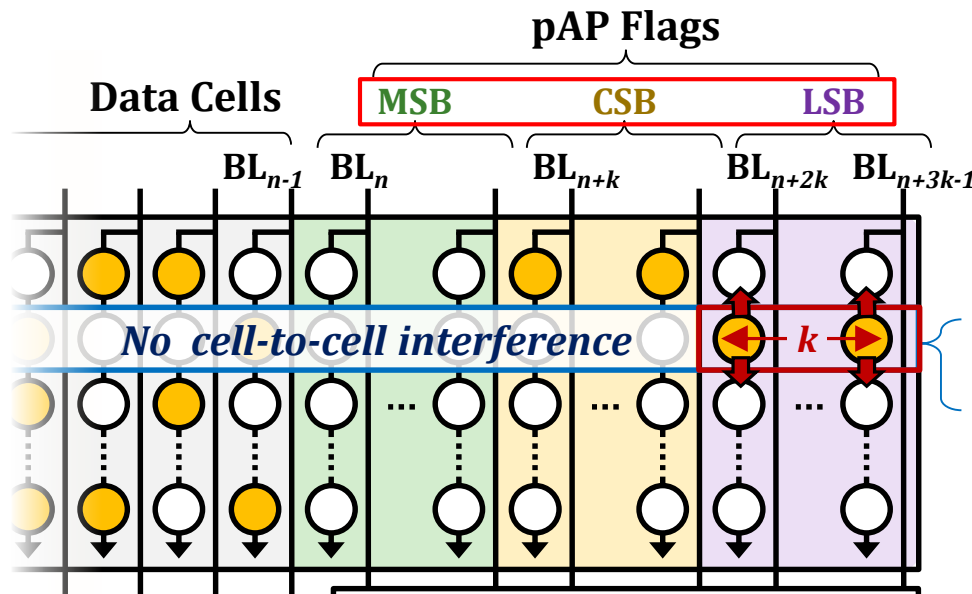 pAP Flags
Data Cells
MSB CSB LSB
BLn-1 BLn BLn+k BLn+2k BLn+3k-1
No cell-to-cell interference
k
... ... ...